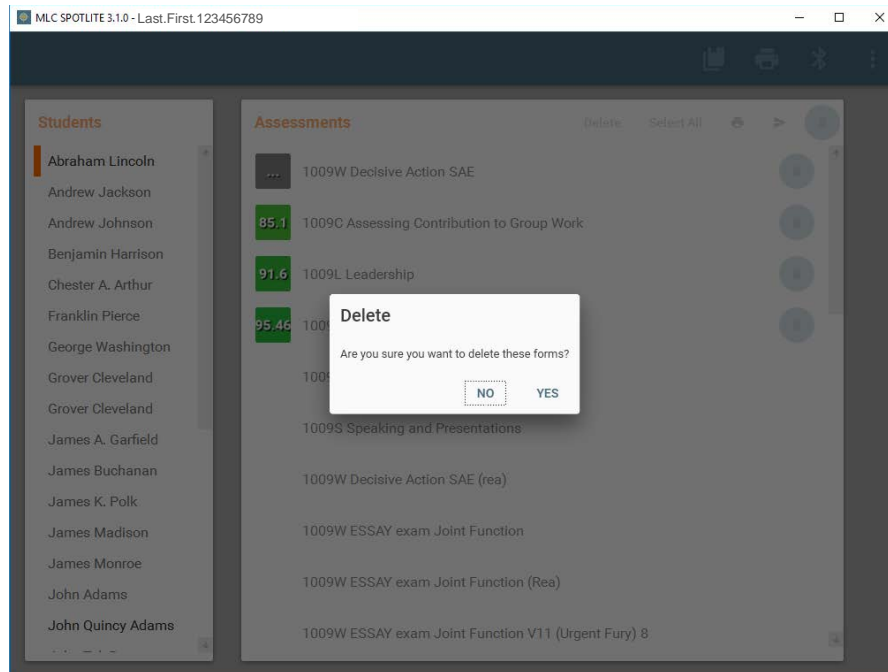 MLC SPOTLITE 3.1.0 - Last.First.123456789
Students
Abraham Lincoln
Andrew Jackson
Andrew Johnson
Benjamin Harrison
Chester A. Arthur
Franklin Pierce
George Washington
Grover Cleveland
Grover Cleveland
James A. Garfield
James Buchanan
James K. Polk
James Madison
James Monroe
John Adams
John Quincy Adams
Assessments
Delete Select All
... 1009W Decisive Action SAE
85.1 1009C Assessing Contribution to Group Work
91.6 1009L Leadership
95.46 1009
1009
1009S Speaking and Presentations
1009W Decisive Action SAE (rea)
1009W ESSAY exam Joint Function
1009W ESSAY exam Joint Function (Rea)
1009W ESSAY exam Joint Function V11 (Urgent Fury) 8
Delete
Are you sure you want to delete these forms?
NO YES